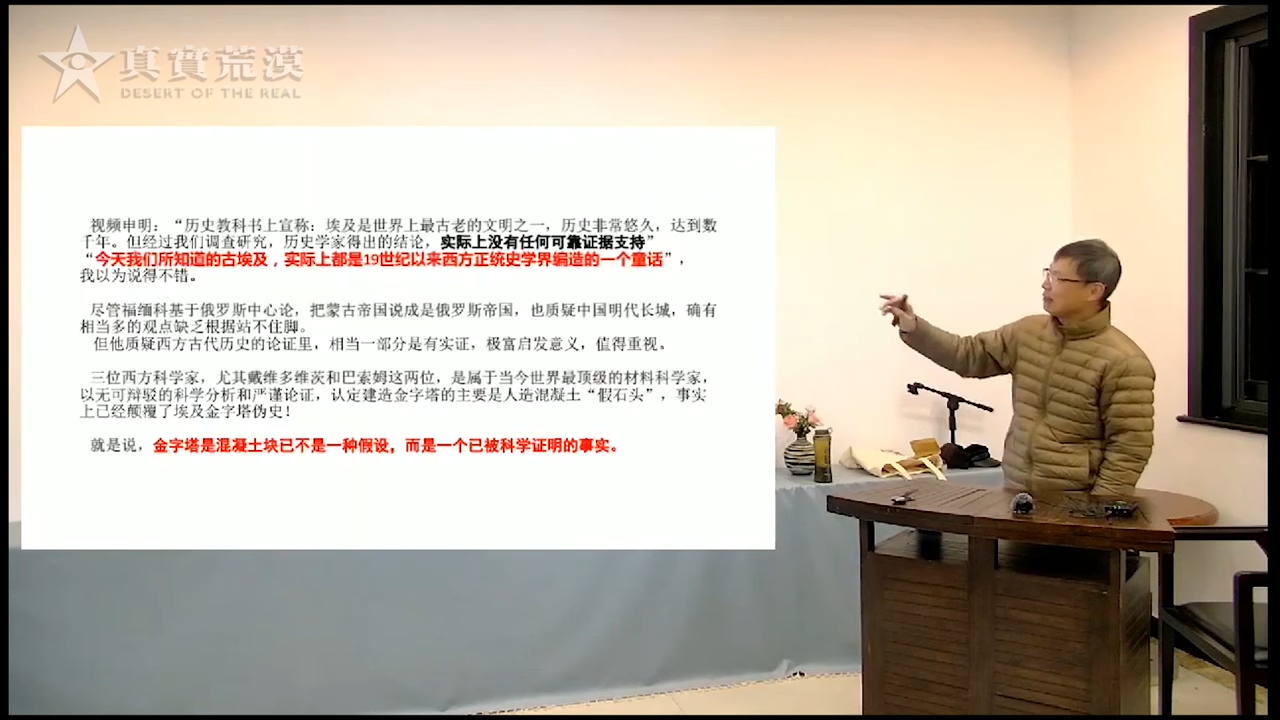 真實荒漠
DESERT OF THE REAL
视频申明：“历史教科书上宣称：埃及是世界上最古老的文明之一，历史非常悠久，达到数
千年。但经过我们调查研究，历史学家得出的结论，实际上没有任何可靠证据支持”
“今天我们所知道的古埃及，实际上都是19世纪以来西方正统史学界编造的一个童话”，
我以为说得不错。
尽管福缅科基于俄罗斯中心论，把蒙古帝国说成是俄罗斯帝国，也质疑中国明代长城，确有
相当多的观点缺乏根据站不住脚。
但他质疑西方古代历史的论证里，相当一部分是有实证，极富启发意义，值得重视。
三位西方科学家，尤其戴维多维茨和巴索姆这两位，是属于当今世界最顶级的材料科学家，
以无可辩驳的科学分析和严谨论证，认定建造金字塔的主要是人造混凝土“假石头”，事实
上已经颠覆了埃及金字塔伪史！
就是说，金字塔是混凝土块已不是一种假设，而是一个已被科学证明的事实。